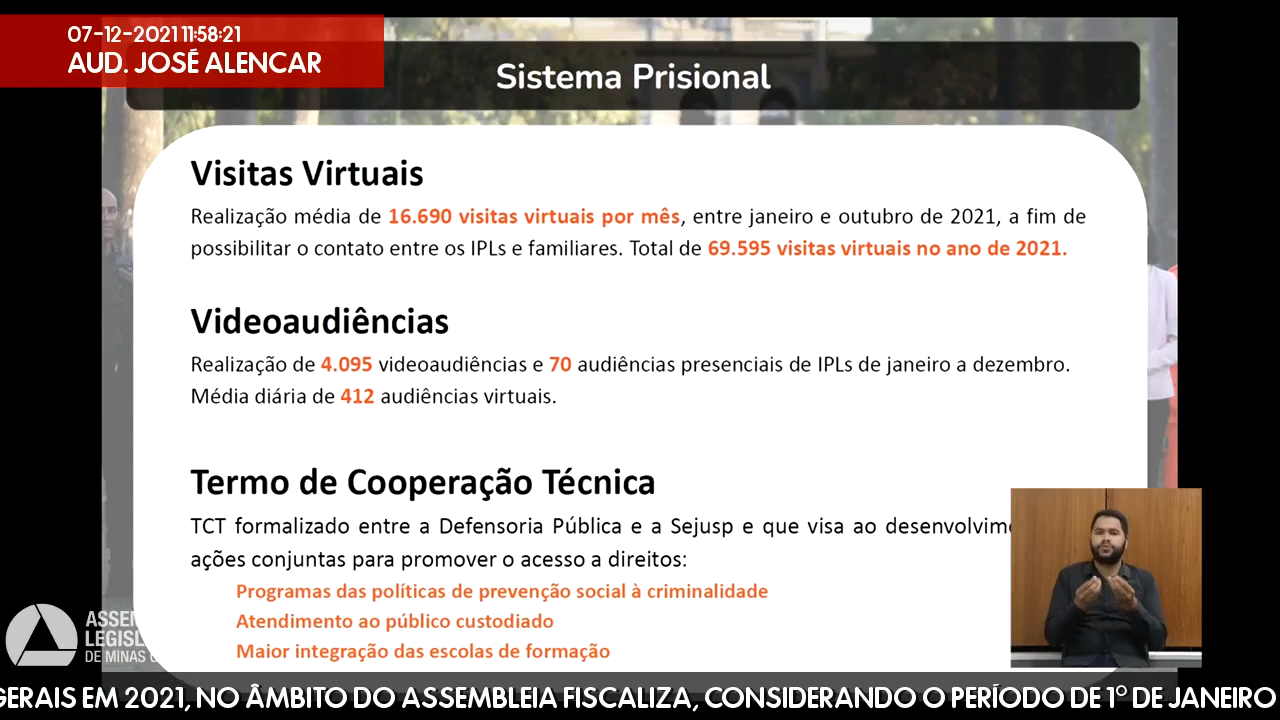 07-12-2021 11:58:21
AUD. JOSÉ ALENCAR
Sistema Prisional
Visitas Virtuais
Realização média de 16.690 visitas virtuais por mês, entre janeiro e outubro de 2021, a fim de
possibilitar o contato entre os IPLs e familiares. Total de 69.595 visitas virtuais no ano de 2021.
Videoaudiências
Realização de 4.095 videoaudiências e 70 audiências presenciais de IPLs de janeiro a dezembro.
Média diária de 412 audiências virtuais.
Termo de Cooperação Técnica
TCT formalizado entre a Defensoria Pública e a Sejusp e que visa ao desenvolvime
ações conjuntas para promover o acesso a direitos:
Programas das políticas de prevenção social à criminalidade
Atendimento ao público custodiado
Maior integração das escolas de formação
ASSEM
LEGISL
DE MINAS G
GERAIS EM 2021, NO ÂMBITO DO ASSEMBLEIA FISCALIZA, CONSIDERANDO O PERÍODO DE 1° DE JANEIRO